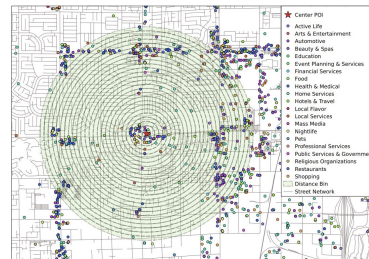 Center POI
Active Life
Arts & Entertainment
Automotive
Beauty & Spas
Education
Event Planning & Services
Financial Services
Food
Health & Medical
Home Services
Hotels & Travel
Local Flavor
Local Services
Mass Media
Nightlife
Pets
Professional Services
Public Services & Governme
Religious Organizations
Restaurants
Shopping
Distance Bin
Street Network